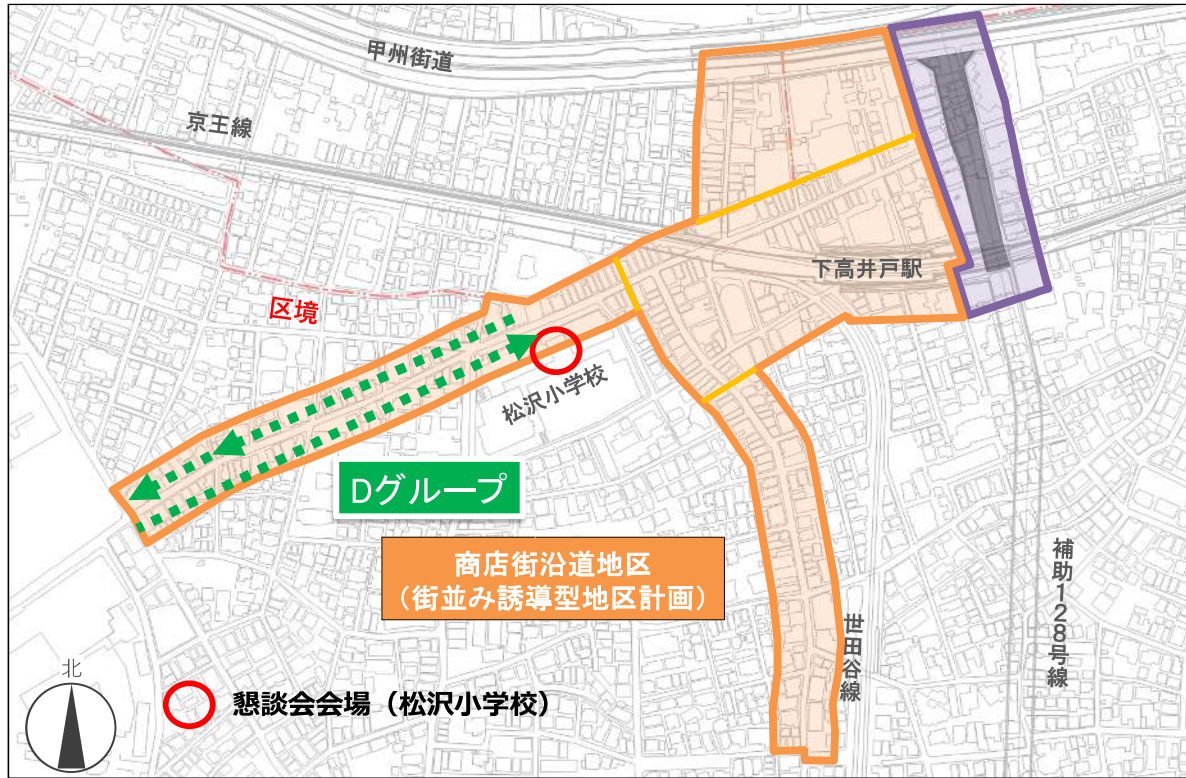 甲州街道
京王線
下高井戸駅
区境
松沢小学校
Dグループ
商店街沿道地区
（街並み誘導型地区計画）
補助128号線
世田谷線
北
懇談会会場（松沢小学校）